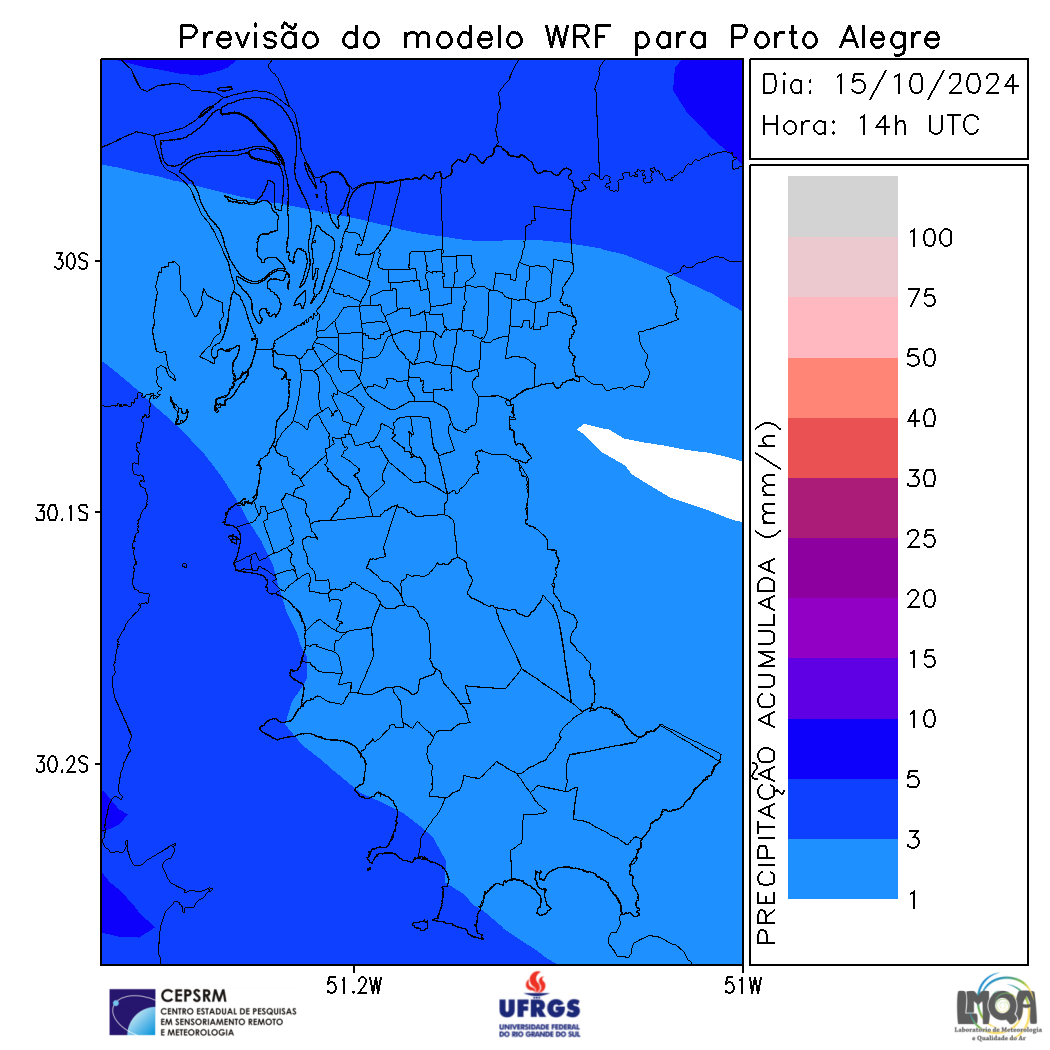 Previsão do modelo WRF para Porto Alegre
Dia: 15/10/2024
Hora: 14h UTC
30S
30.1S
30.2S
51.2W
51W
PRECIPITAÇÃO ACUMULADA (mm/h)
100
75
50
40
30
25
20
15
10
5
3
1
CEPSRM
CENTRO ESTADUAL DE PESQUISAS
EM SENSORIAMENTO REMOTO
E METEOROLOGIA
UFRGS
UNIVERSIDADE FEDERAL
DO RIO GRANDE DO SUL
LMQA
Laboratório de Meteorologia
e Qualidade do Ar